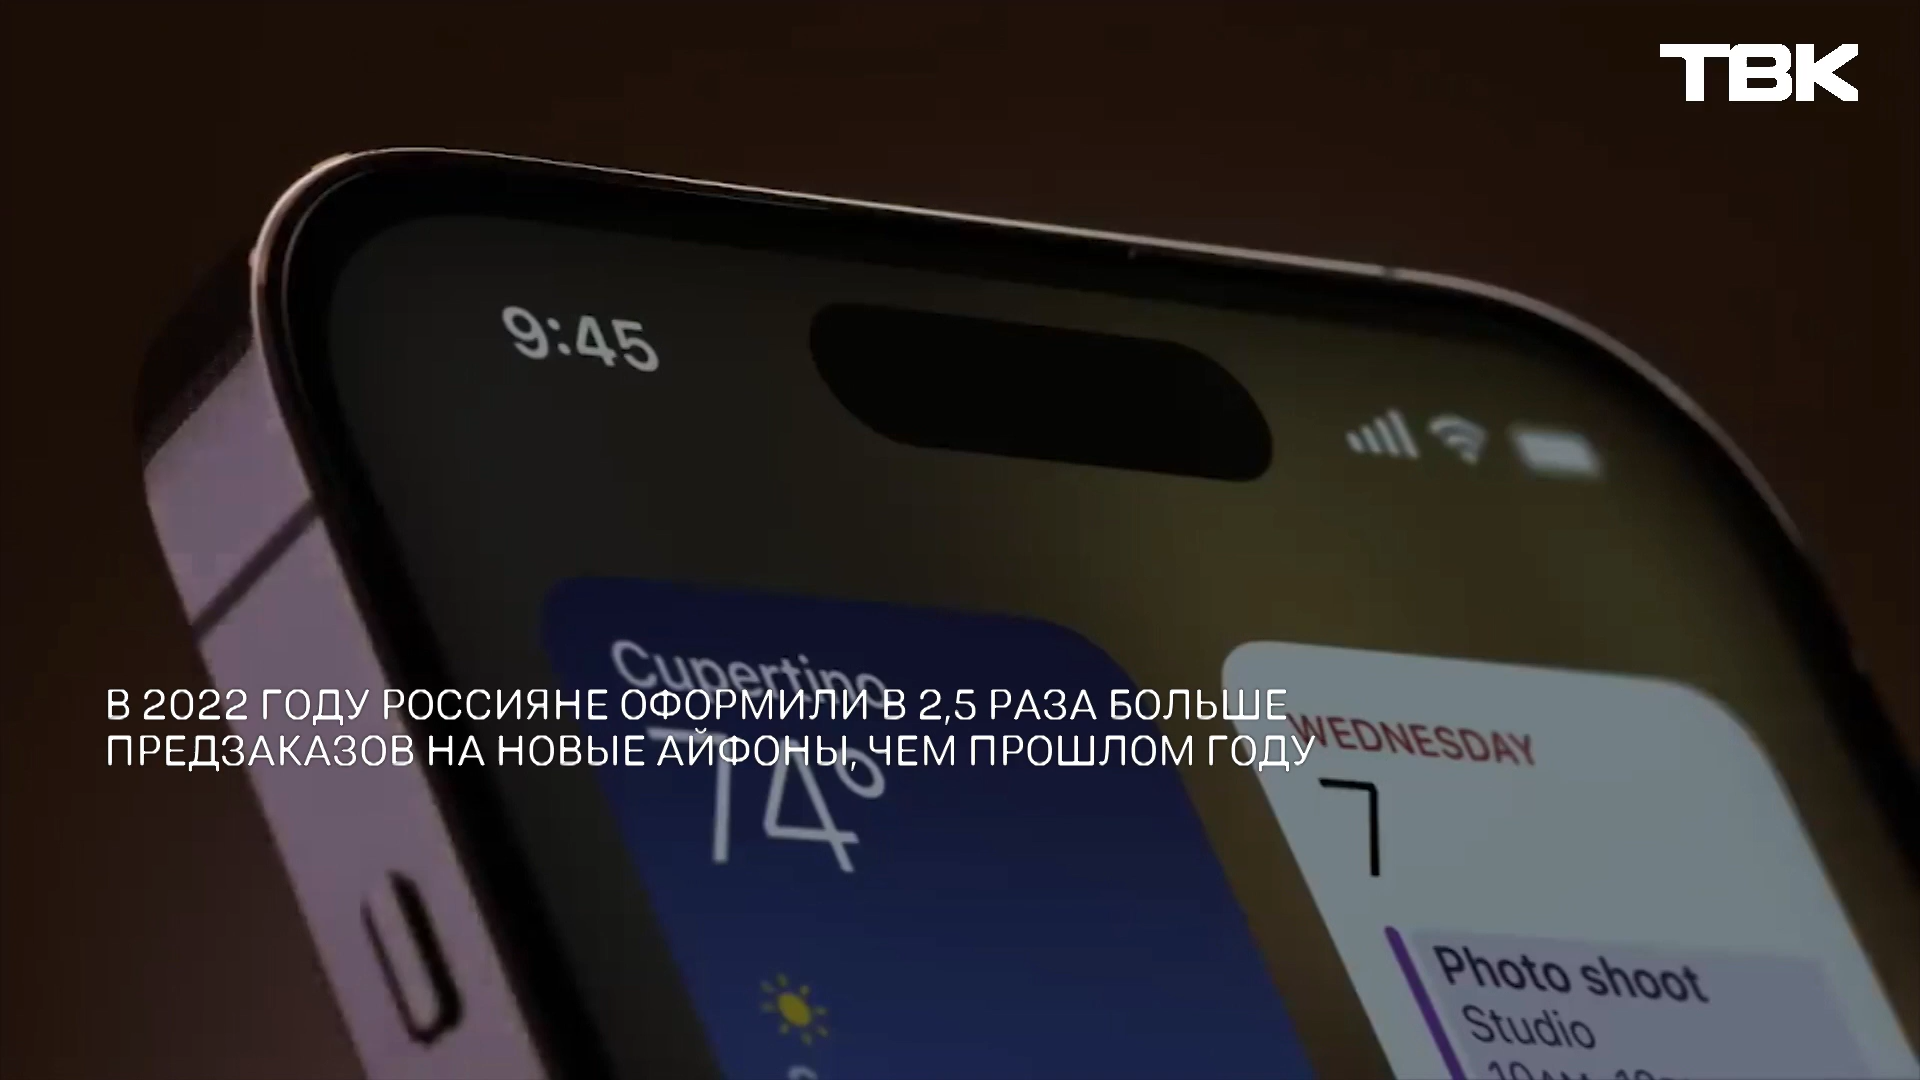 ТВК
9:45
Cupertino
В 2022 ГОДУ РОССИЯНЕ ОФОРМИЛИ В 2,5 РАЗА БОЛЬШЕ
ПРЕДЗАКАЗОВ НА НОВЫЕ АЙФОНЫ, ЧЕМ ПРОШЛОМ ГОДУ
74°
WEDNESDAY
7
Photo shoot
Studio